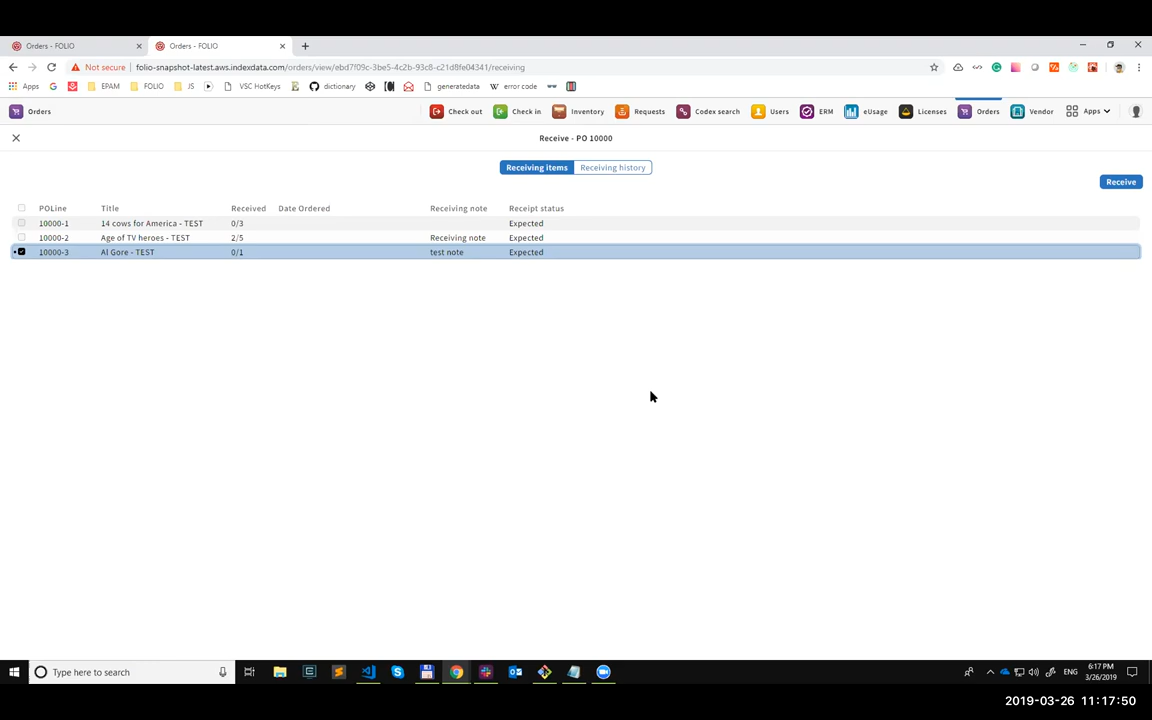 Orders - FOLIO
Orders - FOLIO
Not secure folio-snapshot-latest.aws.indexdata.com/orders/view/ebd7f09c-3be5-4c2b-93c8-c21d8fe04341/receiving
Apps EPAM FOLIO JS VSC HotKeys dictionary generatedata error code
Orders Check out Check in Inventory Requests Codex search Users ERM eUsage Licenses Orders Vendor Apps
Receive - PO 10000
Receiving items Receiving history
Receive
POLine Title Received Date Ordered Receiving note Receipt status
10000-1 14 cows for America - TEST 0/3 Expected
10000-2 Age of TV heroes - TEST 2/5 Receiving note Expected
10000-3 Al Gore - TEST 0/1 test note Expected
Type here to search
ENG
6:17 PM
3/26/2019
2019-03-26 11:17:50